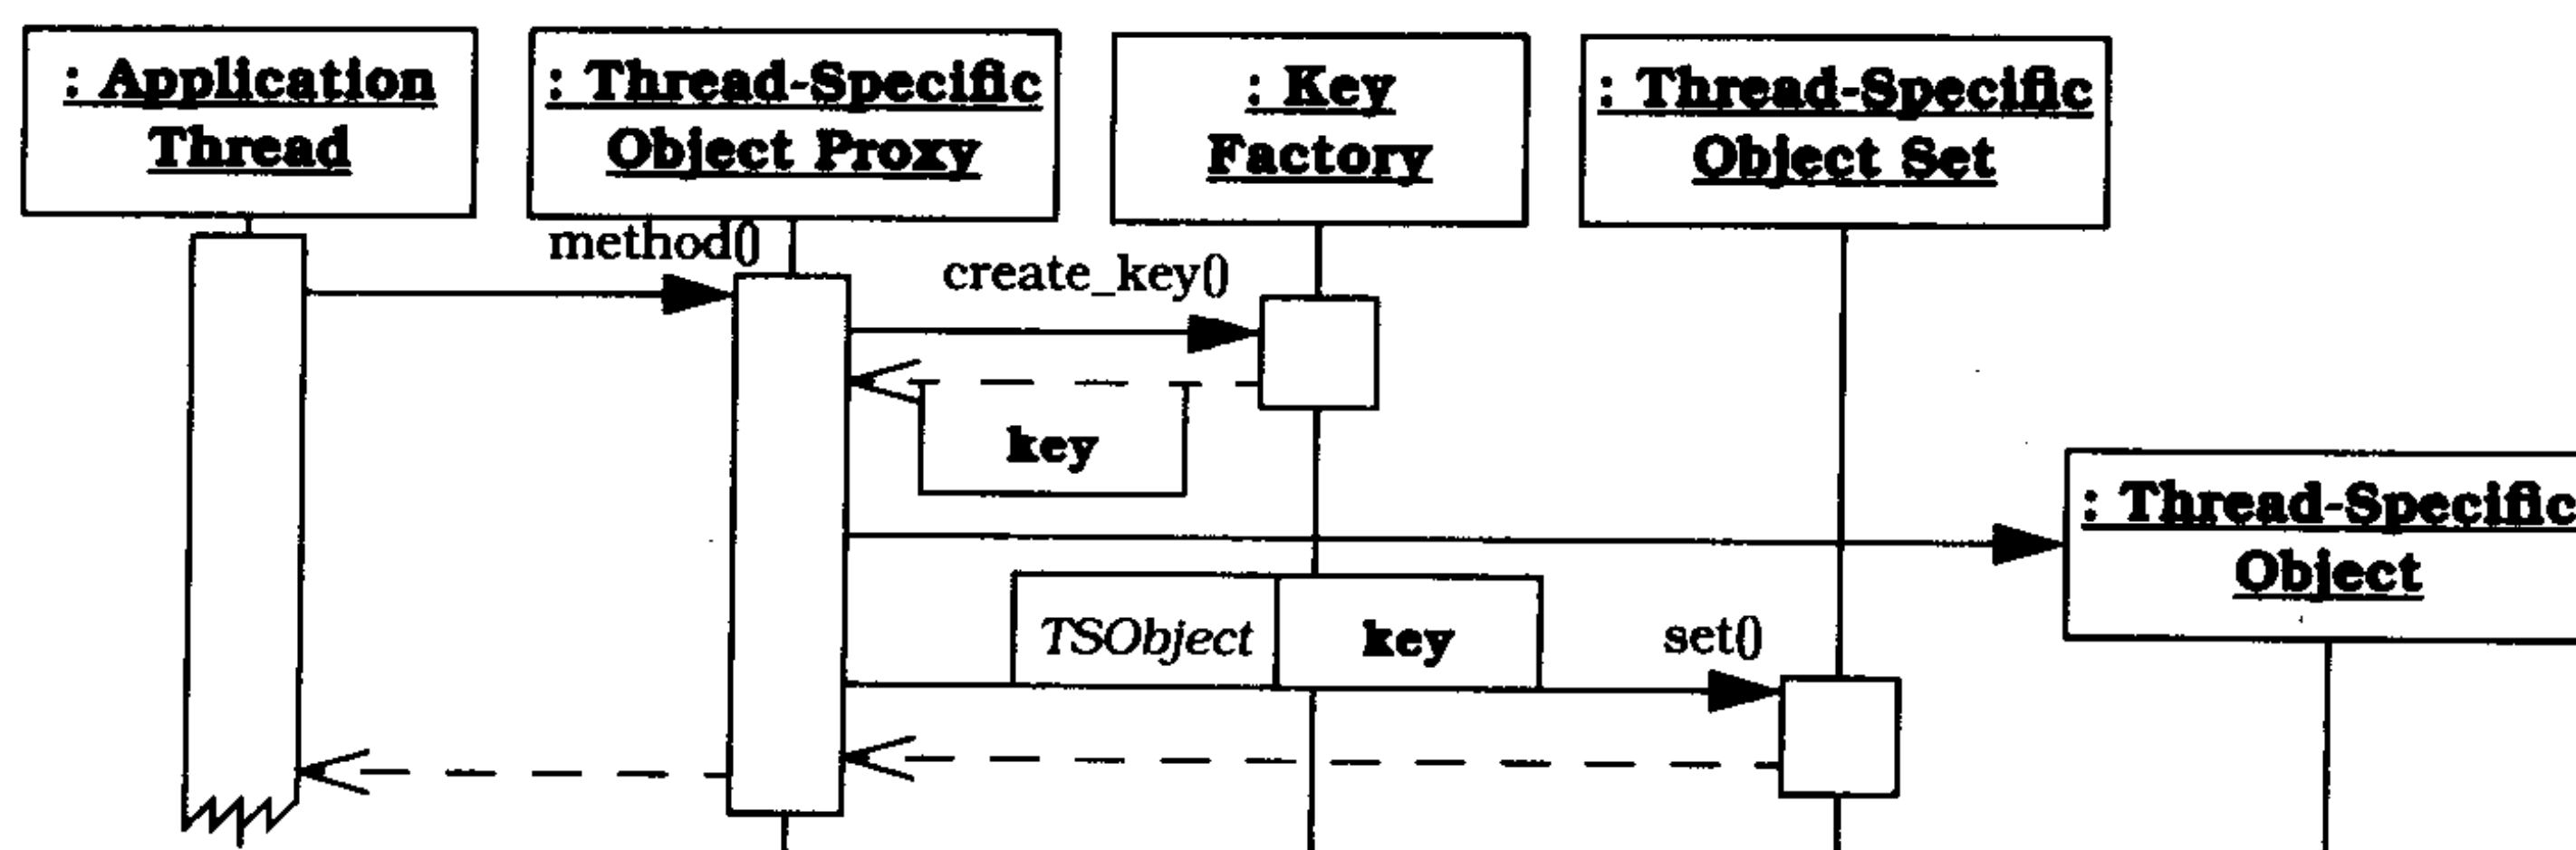 : Application
Thread
: Thread-Specific
Object Proxy
: Key
Factory
: Thread-Specific
Object Set
method()
create_key()
key
: Thread-Specific
Object
TSObject
key
set()